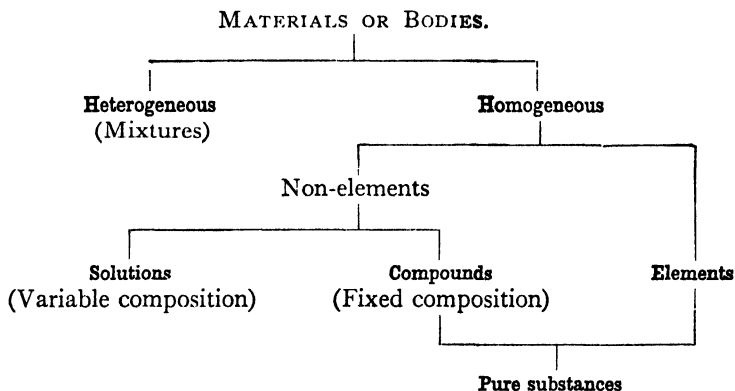 MATERIALS OR BODIES.
Heterogeneous
(Mixtures)
Homogeneous
Non-elements
Solutions
(Variable composition)
Compounds
(Fixed composition)
Elements
Pure substances